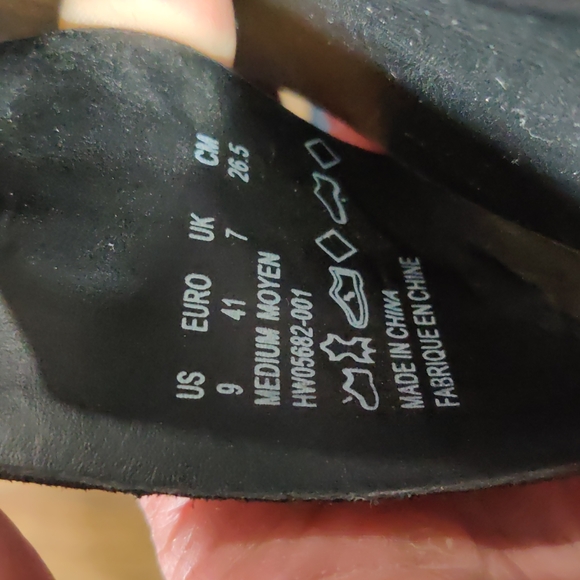 US EURO UK CM
9 41 7 26.5
MEDIUM MOYEN
HW05682-001
MADE IN CHINA
FABRIQUE EN CHINE